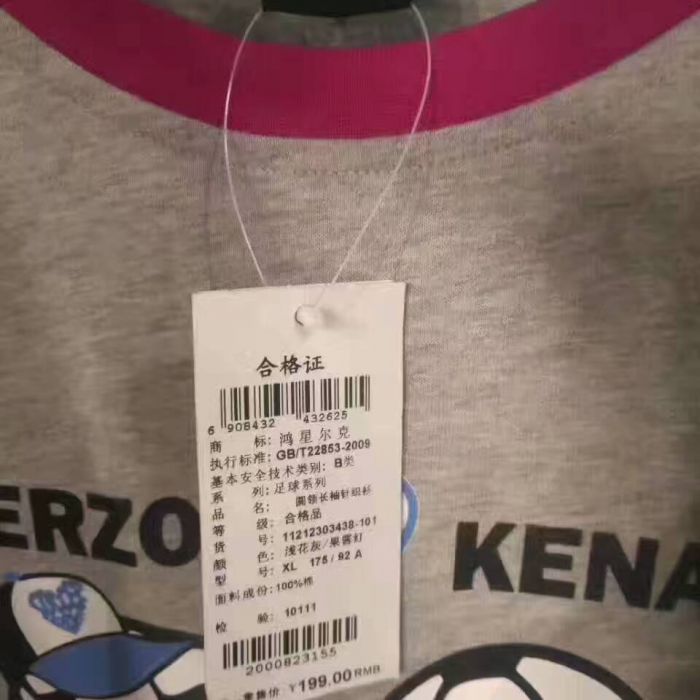 合格证
6 908432 432625
商 标: 鸿星尔克
执行标准: GB/T22853-2009
基本安全技术类别: B类
系 列: 足球系列
品 名: 圆领长袖针织衫
等 级: 合格品
货 号: 11212303438-101
颜 色: 浅花灰/果酱红
型 号: XL 175/92 A
面料成份: 100%棉
检 验: 10111
2000823155
零售价: ¥199.00RMB
ERZO
KENA